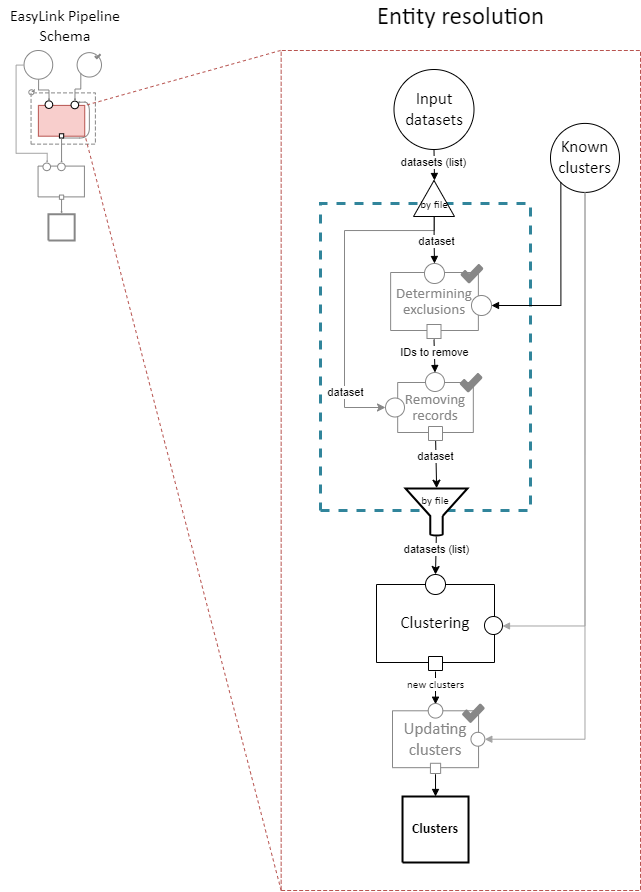 EasyLink Pipeline
Schema
Entity resolution
Input
datasets
Known
clusters
datasets (list)
by file
dataset
Determining
exclusions
IDs to remove
dataset
Removing
records
dataset
by file
datasets (list)
Clustering
new clusters
Updating
clusters
Clusters